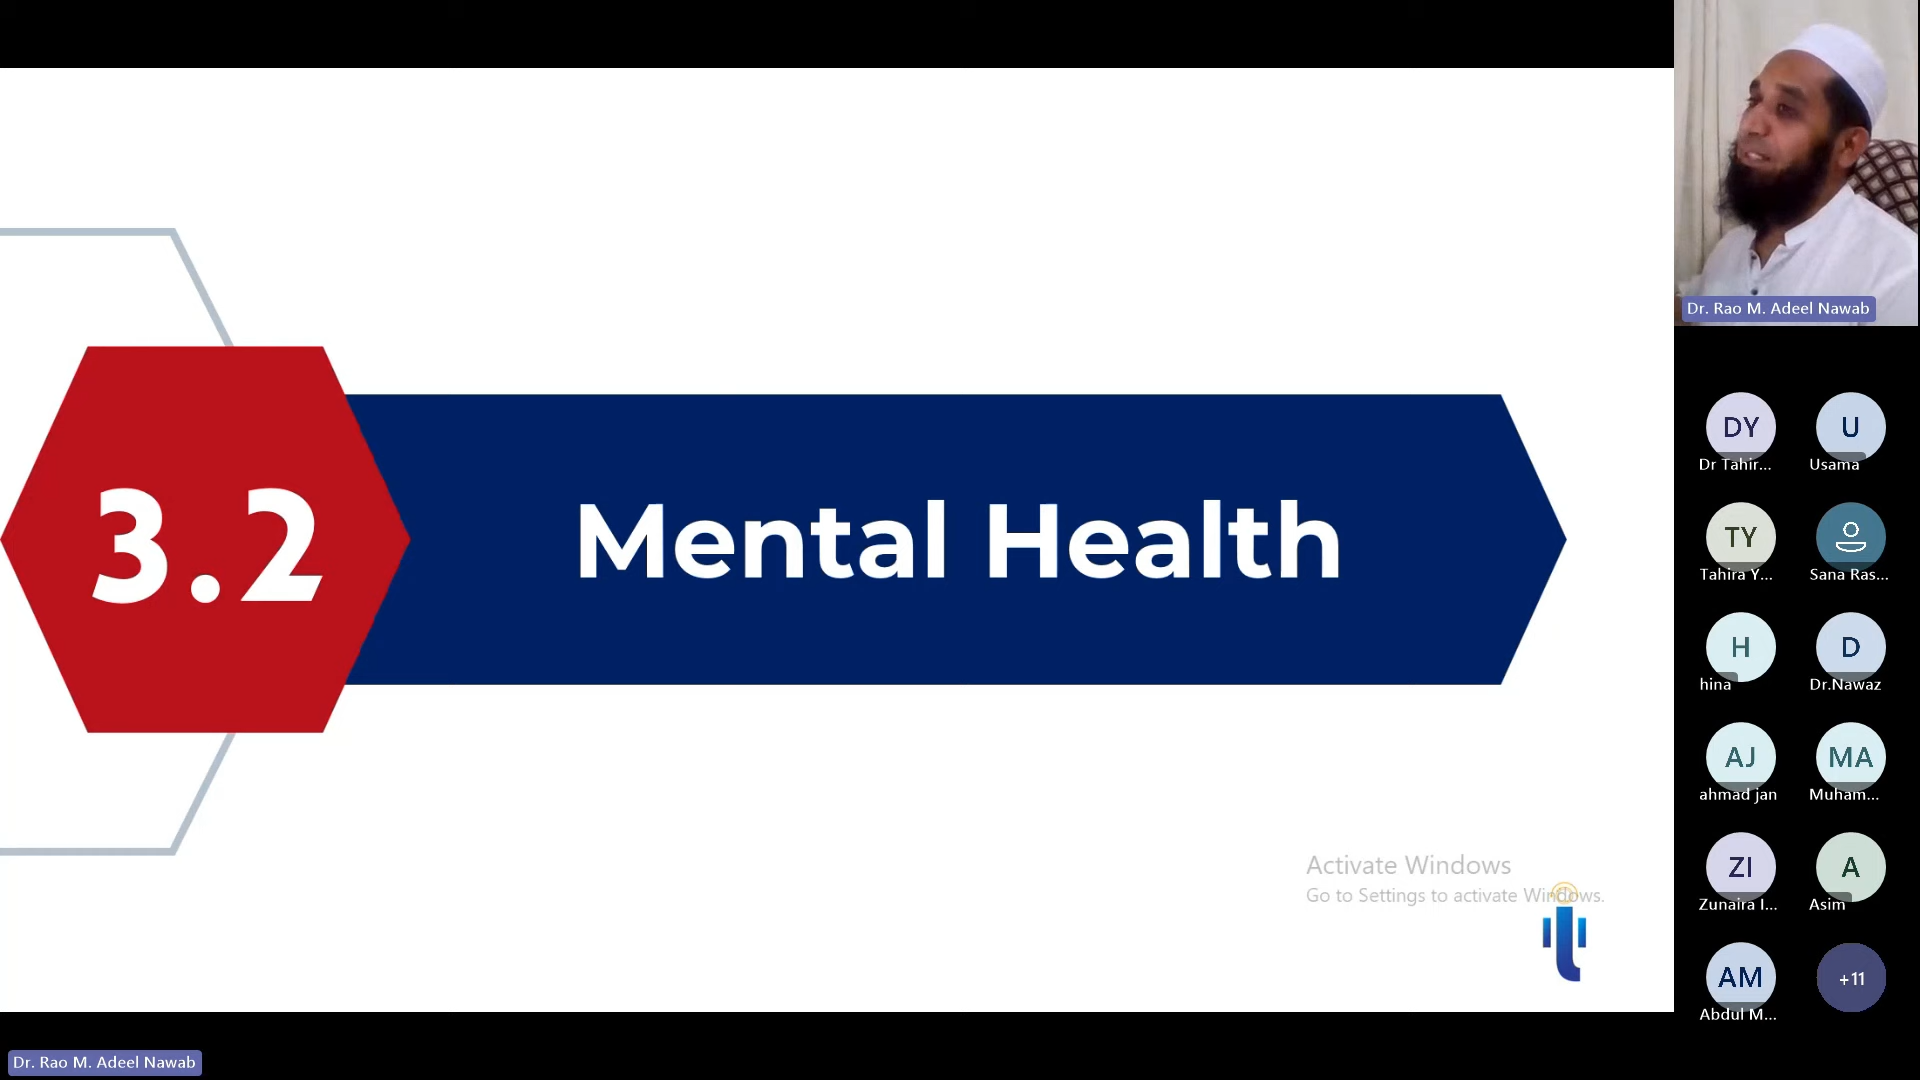 3.2
Mental Health
Activate Windows
Go to Settings to activate Windows.
Dr. Rao M. Adeel Nawab
DY
Dr Tahir...
U
Usama
TY
Tahira Y...
Sana Ras...
H
hina
D
Dr.Nawaz
AJ
ahmad jan
MA
Muham...
ZI
Zunaira I...
A
Asim
AM
Abdul M...
+11
Dr. Rao M. Adeel Nawab